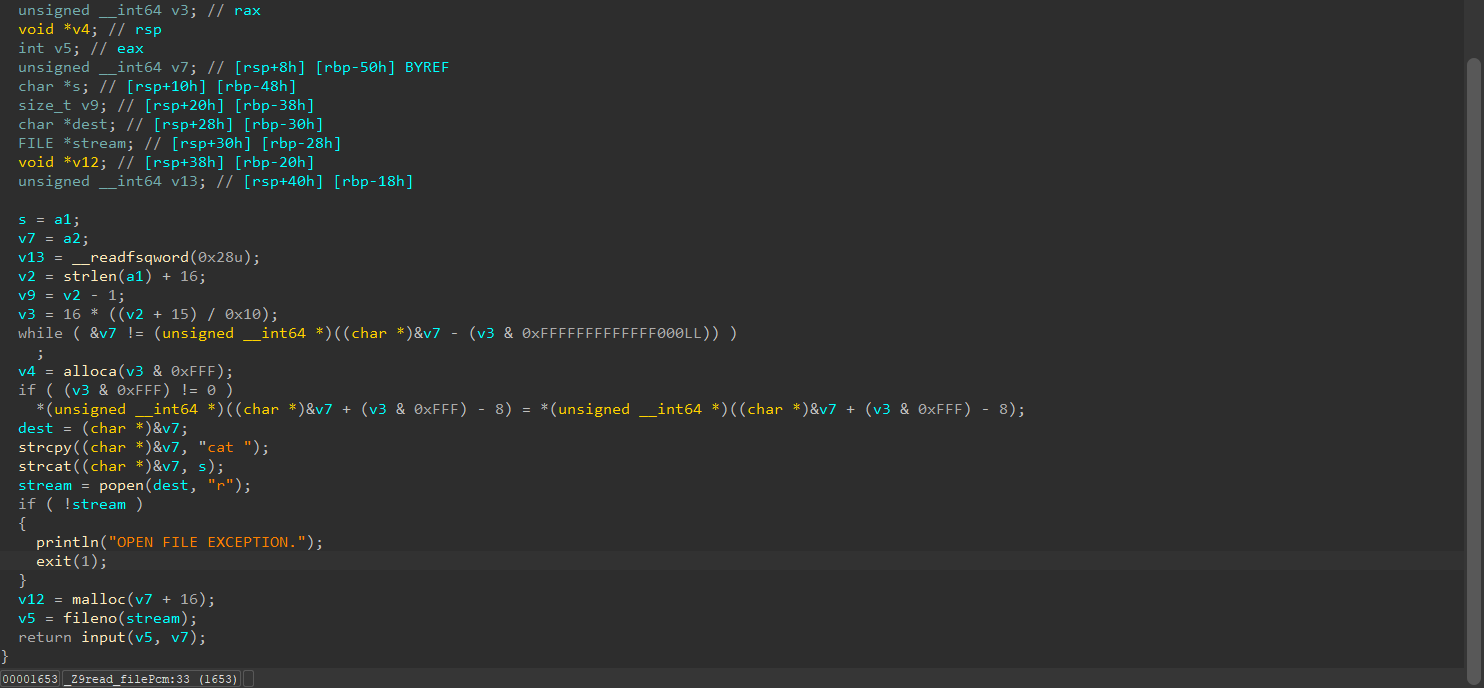 unsigned __int64 v3; // rax
void *v4; // rsp
int v5; // eax
unsigned __int64 v7; // [rsp+8h] [rbp-50h] BYREF
char *s; // [rsp+10h] [rbp-48h]
size_t v9; // [rsp+20h] [rbp-38h]
char *dest; // [rsp+28h] [rbp-30h]
FILE *stream; // [rsp+30h] [rbp-28h]
void *v12; // [rsp+38h] [rbp-20h]
unsigned __int64 v13; // [rsp+40h] [rbp-18h]
s = a1;
v7 = a2;
v13 = __readfsqword(0x28u);
v2 = strlen(a1) + 16;
v9 = v2 - 1;
v3 = 16 * ((v2 + 15) / 0x10);
while ( &v7 != (unsigned __int64 *)((char *)&v7 - (v3 & 0xFFFFFFFFFFFFF000LL)) )
;
v4 = alloca(v3 & 0xFFF);
if ( (v3 & 0xFFF) != 0 )
*(unsigned __int64 *)((char *)&v7 + (v3 & 0xFFF) - 8) = *(unsigned __int64 *)((char *)&v7 + (v3 & 0xFFF) - 8);
dest = (char *)&v7;
strcpy((char *)&v7, "cat ");
strcat((char *)&v7, s);
stream = popen(dest, "r");
if ( !stream )
{
println("OPEN FILE EXCEPTION.");
exit(1);
}
v12 = malloc(v7 + 16);
v5 = fileno(stream);
return input(v5, v7);
}
00001653 _Z9read_filePcm:33 (1653)